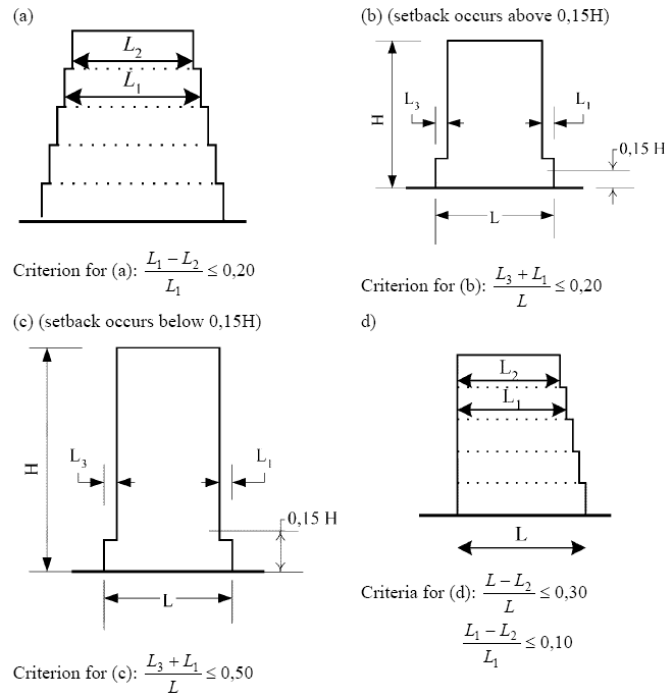 (a)
L₂
L₁
Criterion for (a): (L₁ − L₂)/L₁ ≤ 0,20
(b) (setback occurs above 0,15H)
H
L₃
L₁
0,15 H
L
Criterion for (b): (L₃ + L₁)/L ≤ 0,20
(c) (setback occurs below 0,15H)
H
L₃
L₁
0,15 H
L
Criterion for (c): (L₃ + L₁)/L ≤ 0,50
d)
L₂
L₁
L
Criteria for (d): (L − L₂)/L ≤ 0,30
(L₁ − L₂)/L₁ ≤ 0,10